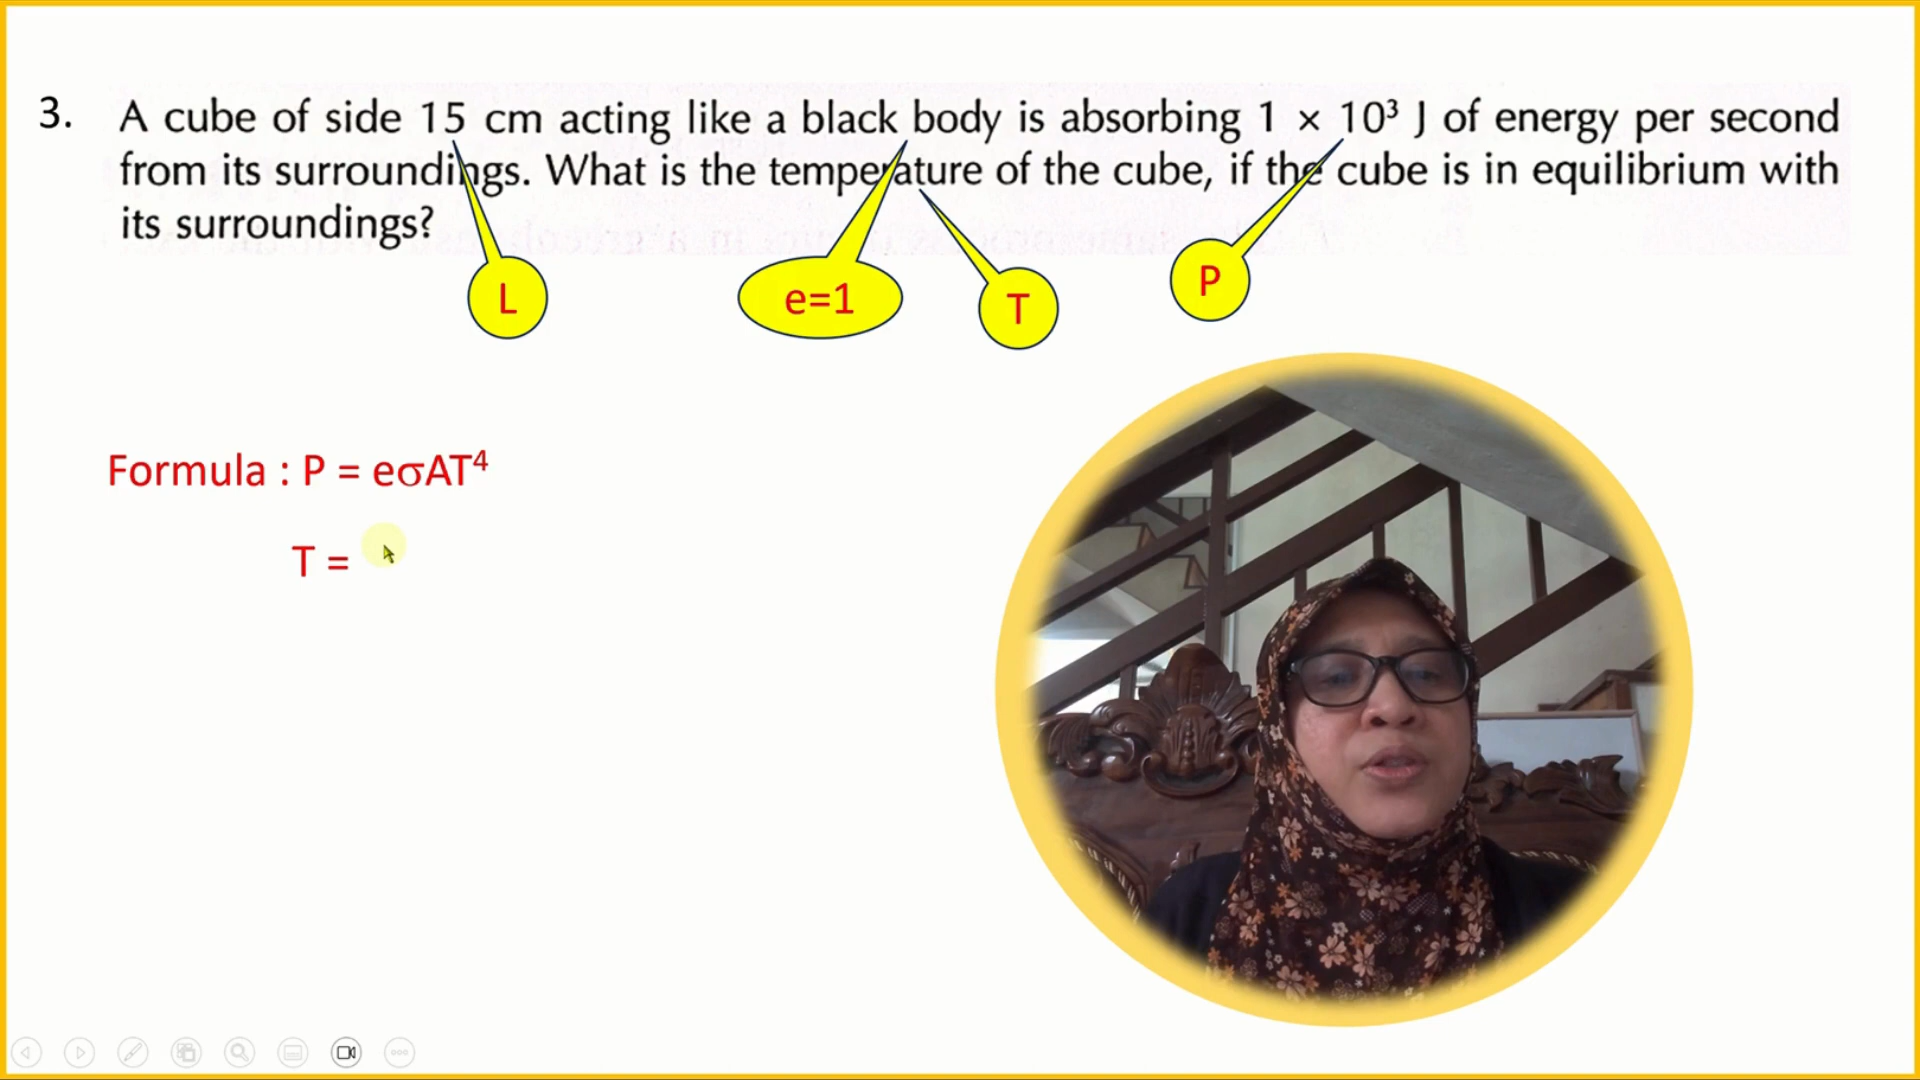 3. A cube of side 15 cm acting like a black body is absorbing 1 × 10³ J of energy per second
from its surroundings. What is the temperature of the cube, if the cube is in equilibrium with
its surroundings?
L
e=1
T
P
Formula : P = eσAT⁴
T =